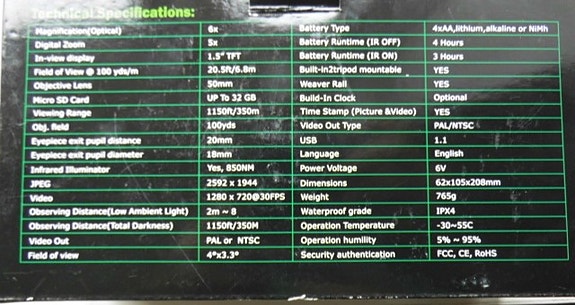 Technical Specifications:
Magnification(Optical) 6x Battery Type 4xAA,lithium,alkaline or NiMh
Digital Zoom 5x Battery Runtime (IR OFF) 4 Hours
In-view display 1.5" TFT Battery Runtime (IR ON) 3 Hours
Field of View @ 100 yds/m 20.5ft/6.8m Built-in2tripod mountable YES
Objective Lens 50mm Weaver Rail YES
Micro SD Card UP To 32 GB Build-In Clock Optional
Viewing Range 1150ft/350m Time Stamp (Picture &Video) YES
Obj. field 100yds Video Out Type PAL/NTSC
Eyepiece exit pupil distance 20mm USB 1.1
Eyepiece exit pupil diameter 18mm Language English
Infrared Illuminator Yes, 850NM Power Voltage 6V
JPEG 2592 x 1944 Dimensions 62x105x208mm
Video 1280 x 720@30FPS Weight 765g
Observing Distance(Low Ambient Light) 2m ~ 8 Waterproof grade IPX4
Observing Distance(Total Darkness) 1150ft/350M Operation Temperature -30~55C
Video Out PAL or NTSC Operation humility 5% ~ 95%
Field of view 4°x3.3° Security authentication FCC, CE, RoHS